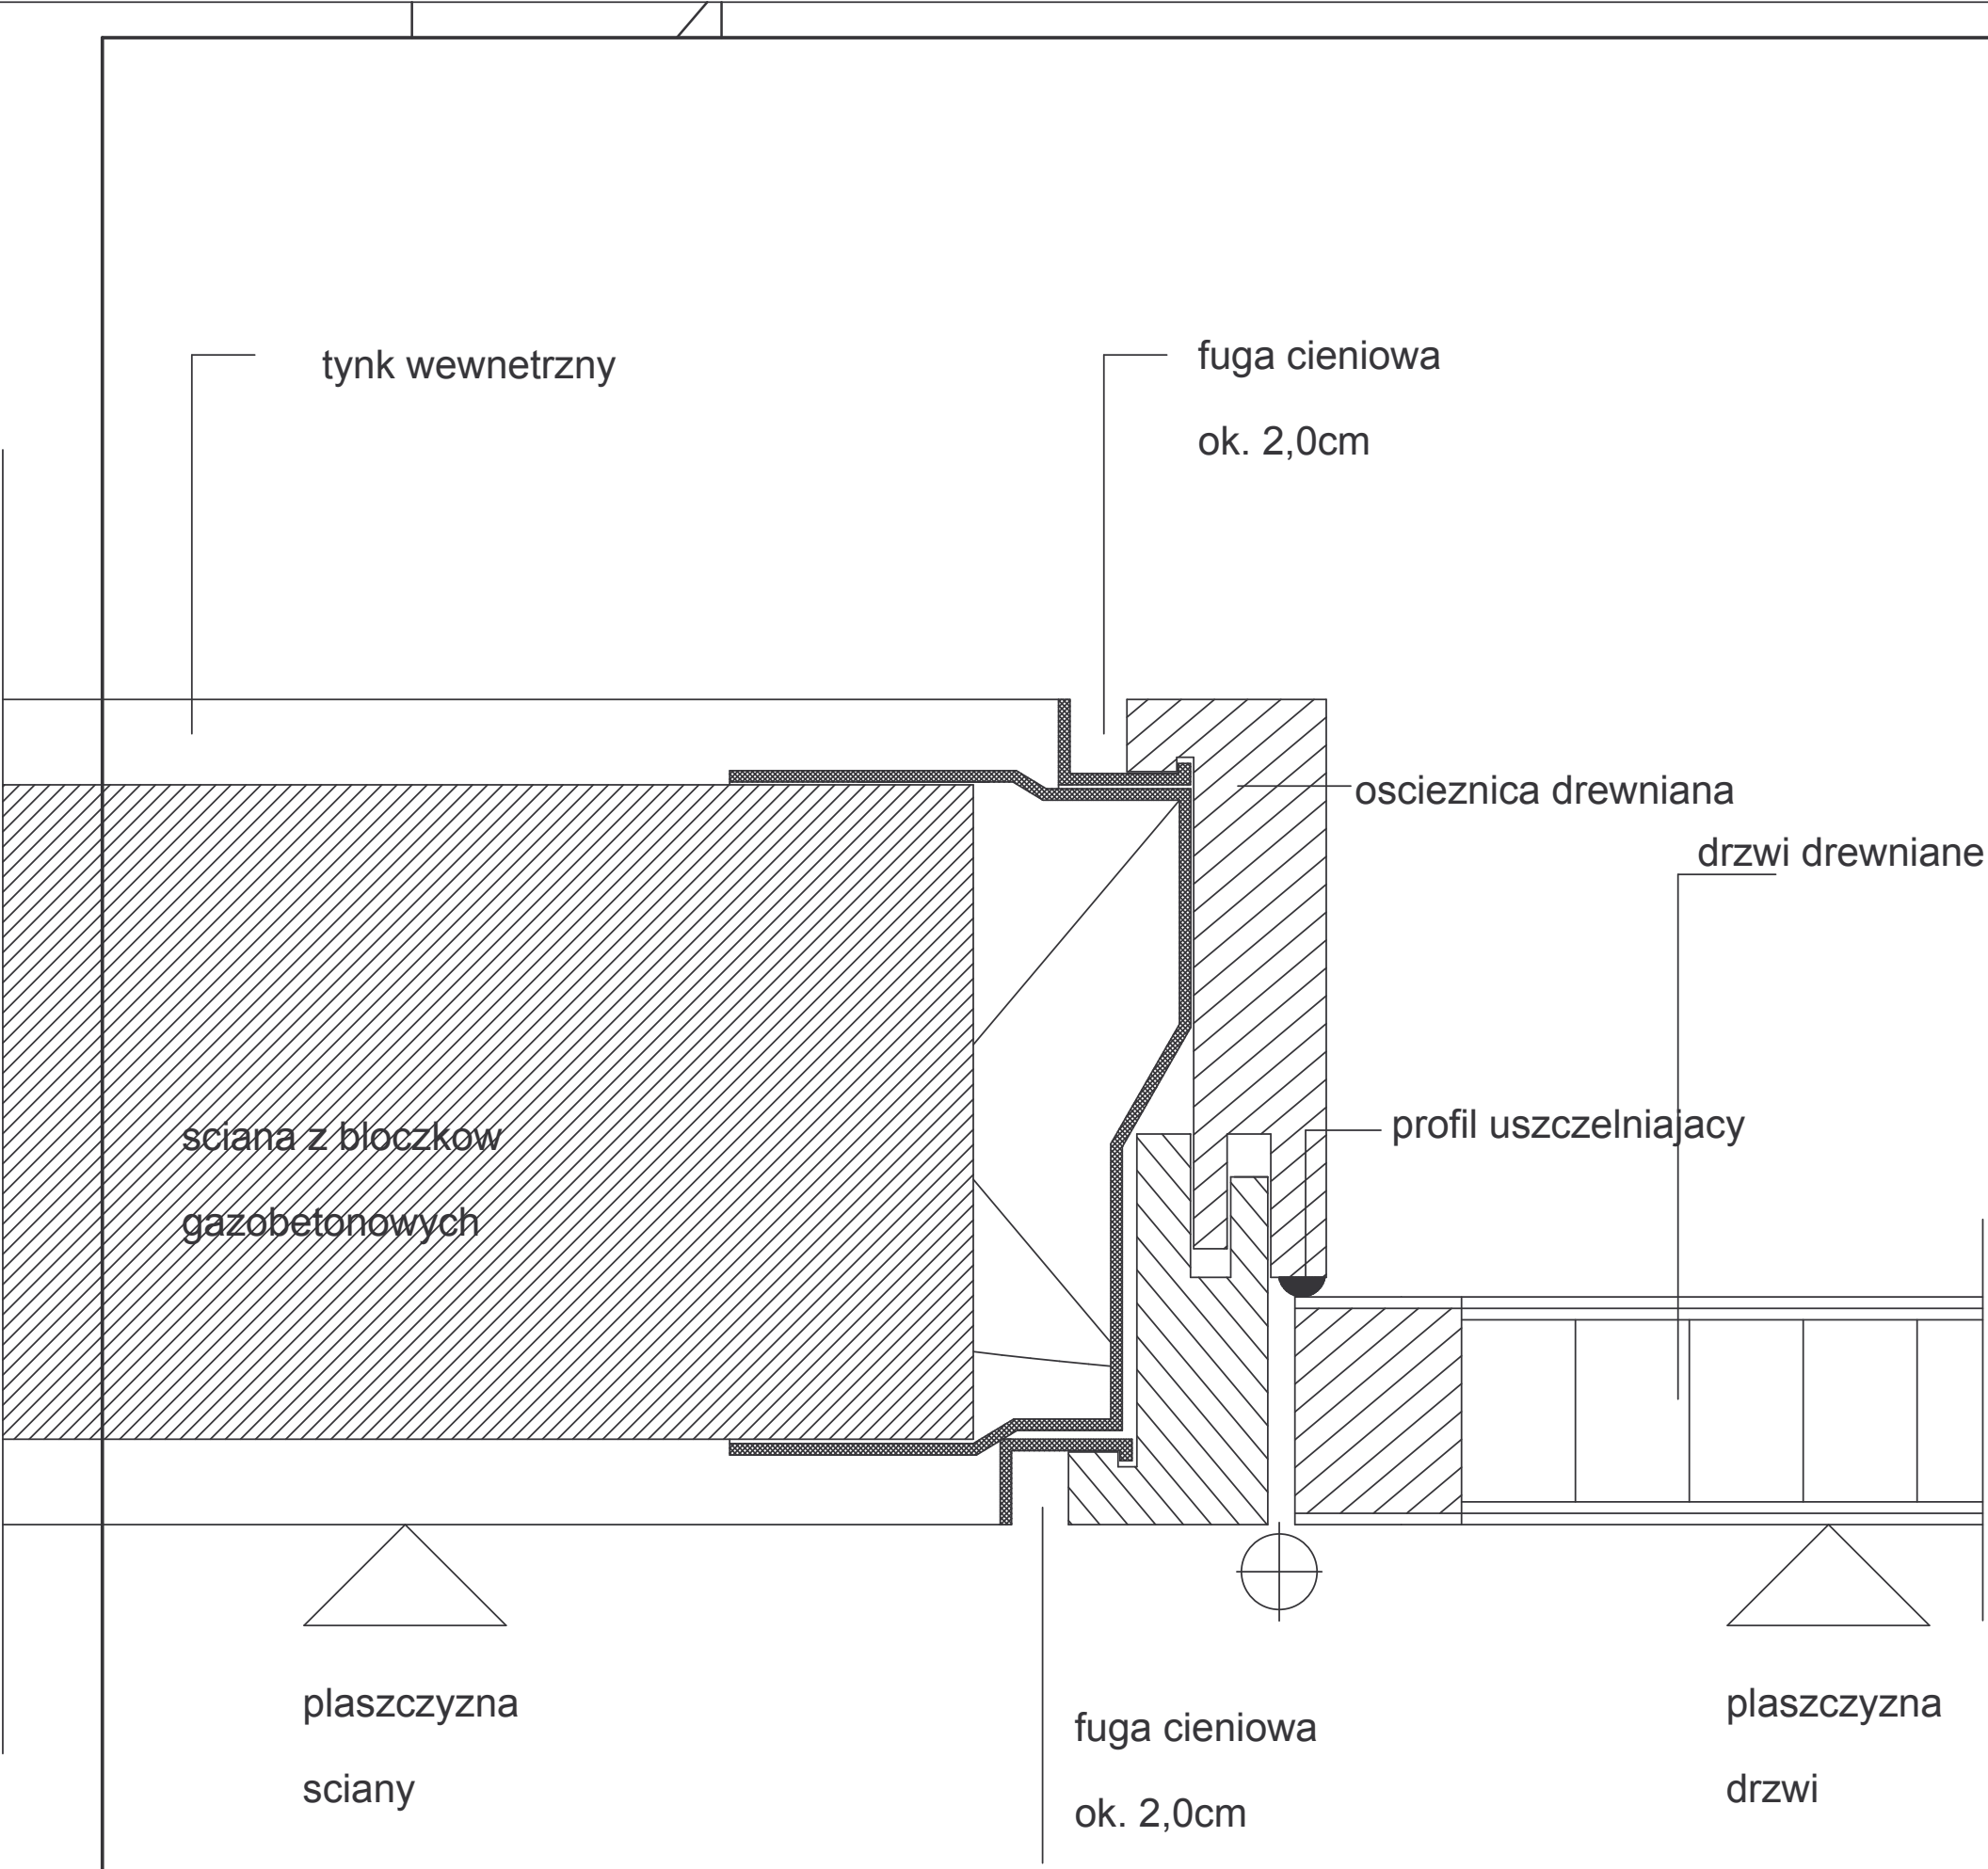 tynk wewnetrzny
fuga cieniowa
ok. 2,0cm
oscieznica drewniana
drzwi drewniane
profil uszczelniajacy
sciana z bloczkow
gazobetonowych
plaszczyzna
sciany
fuga cieniowa
ok. 2,0cm
plaszczyzna
drzwi